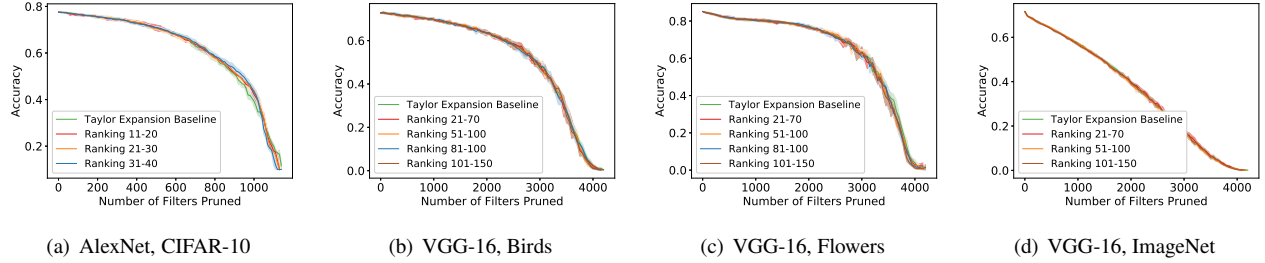 Accuracy
0.8
0.6
0.4
0.2
0 200 400 600 800 1000
Number of Filters Pruned
Taylor Expansion Baseline
Ranking 11-20
Ranking 21-30
Ranking 31-40
(a) AlexNet, CIFAR-10
Accuracy
0.6
0.4
0.2
0.0
0 1000 2000 3000 4000
Number of Filters Pruned
Taylor Expansion Baseline
Ranking 21-70
Ranking 51-100
Ranking 81-100
Ranking 101-150
(b) VGG-16, Birds
Accuracy
0.8
0.6
0.4
0.2
0.0
0 1000 2000 3000 4000
Number of Filters Pruned
Taylor Expansion Baseline
Ranking 21-70
Ranking 51-100
Ranking 81-100
Ranking 101-150
(c) VGG-16, Flowers
Accuracy
0.6
0.4
0.2
0.0
0 1000 2000 3000 4000
Number of Filters Pruned
Taylor Expansion Baseline
Ranking 21-70
Ranking 51-100
Ranking 101-150
(d) VGG-16, ImageNet